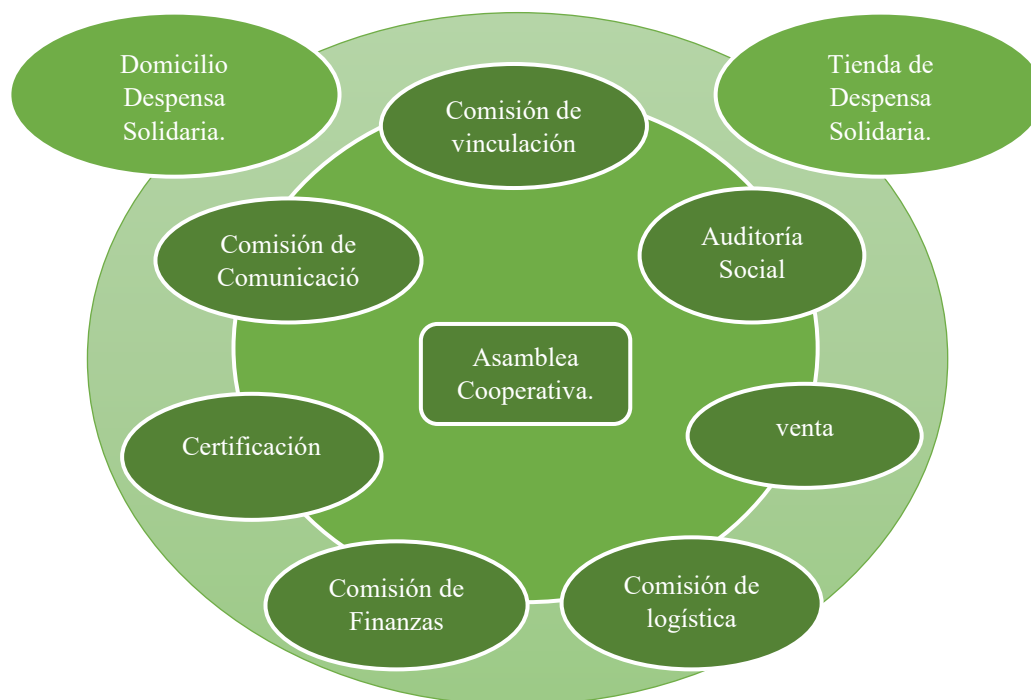 Domicilio
Despensa
Solidaria.
Tienda de
Despensa
Solidaria.
Comisión de
vinculación
Comisión de
Comunicació
Auditoría
Social
Asamblea
Cooperativa.
Certificación
venta
Comisión de
Finanzas
Comisión de
logística